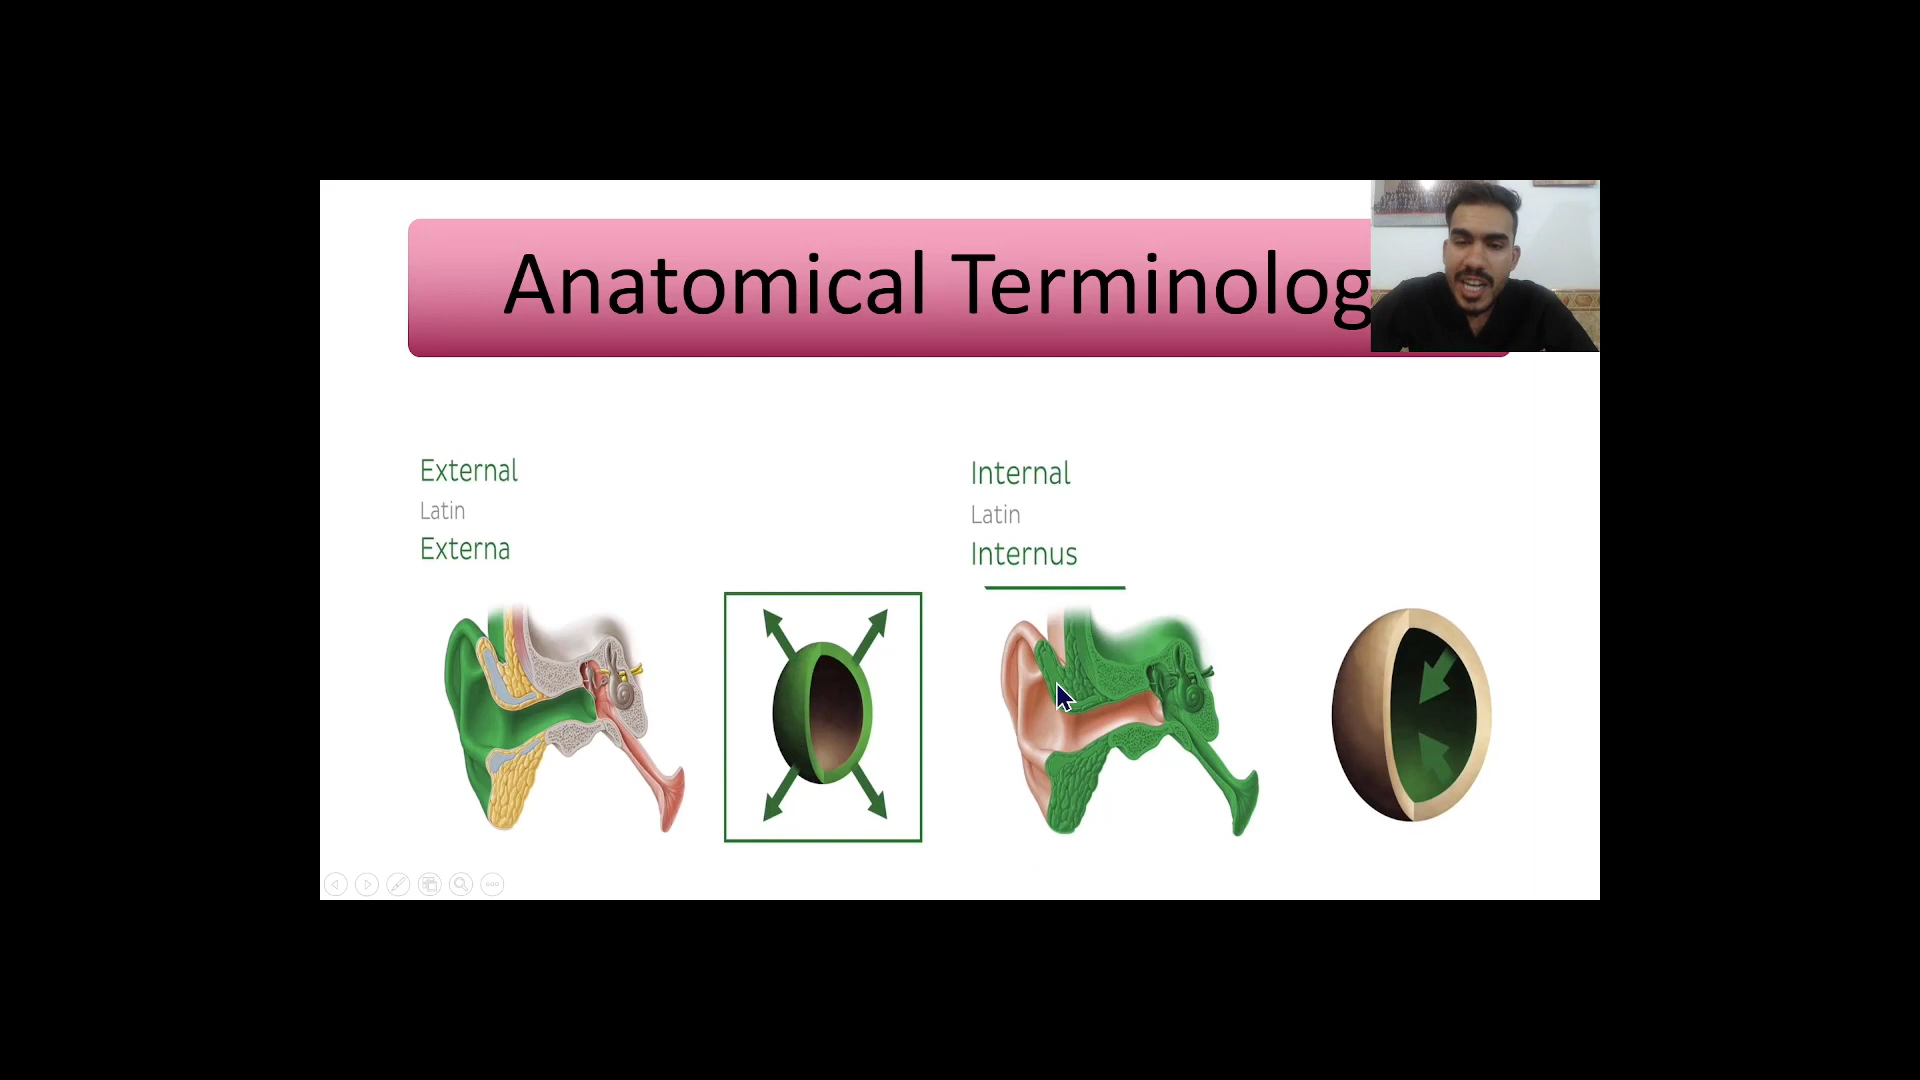 Anatomical Terminolog
External
Latin
Externa
Internal
Latin
Internus